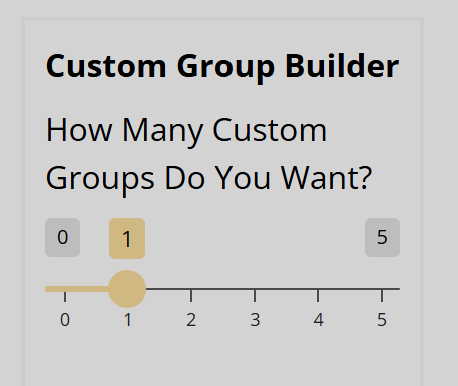 Custom Group Builder
How Many Custom
Groups Do You Want?
0 1 5
0 1 2 3 4 5